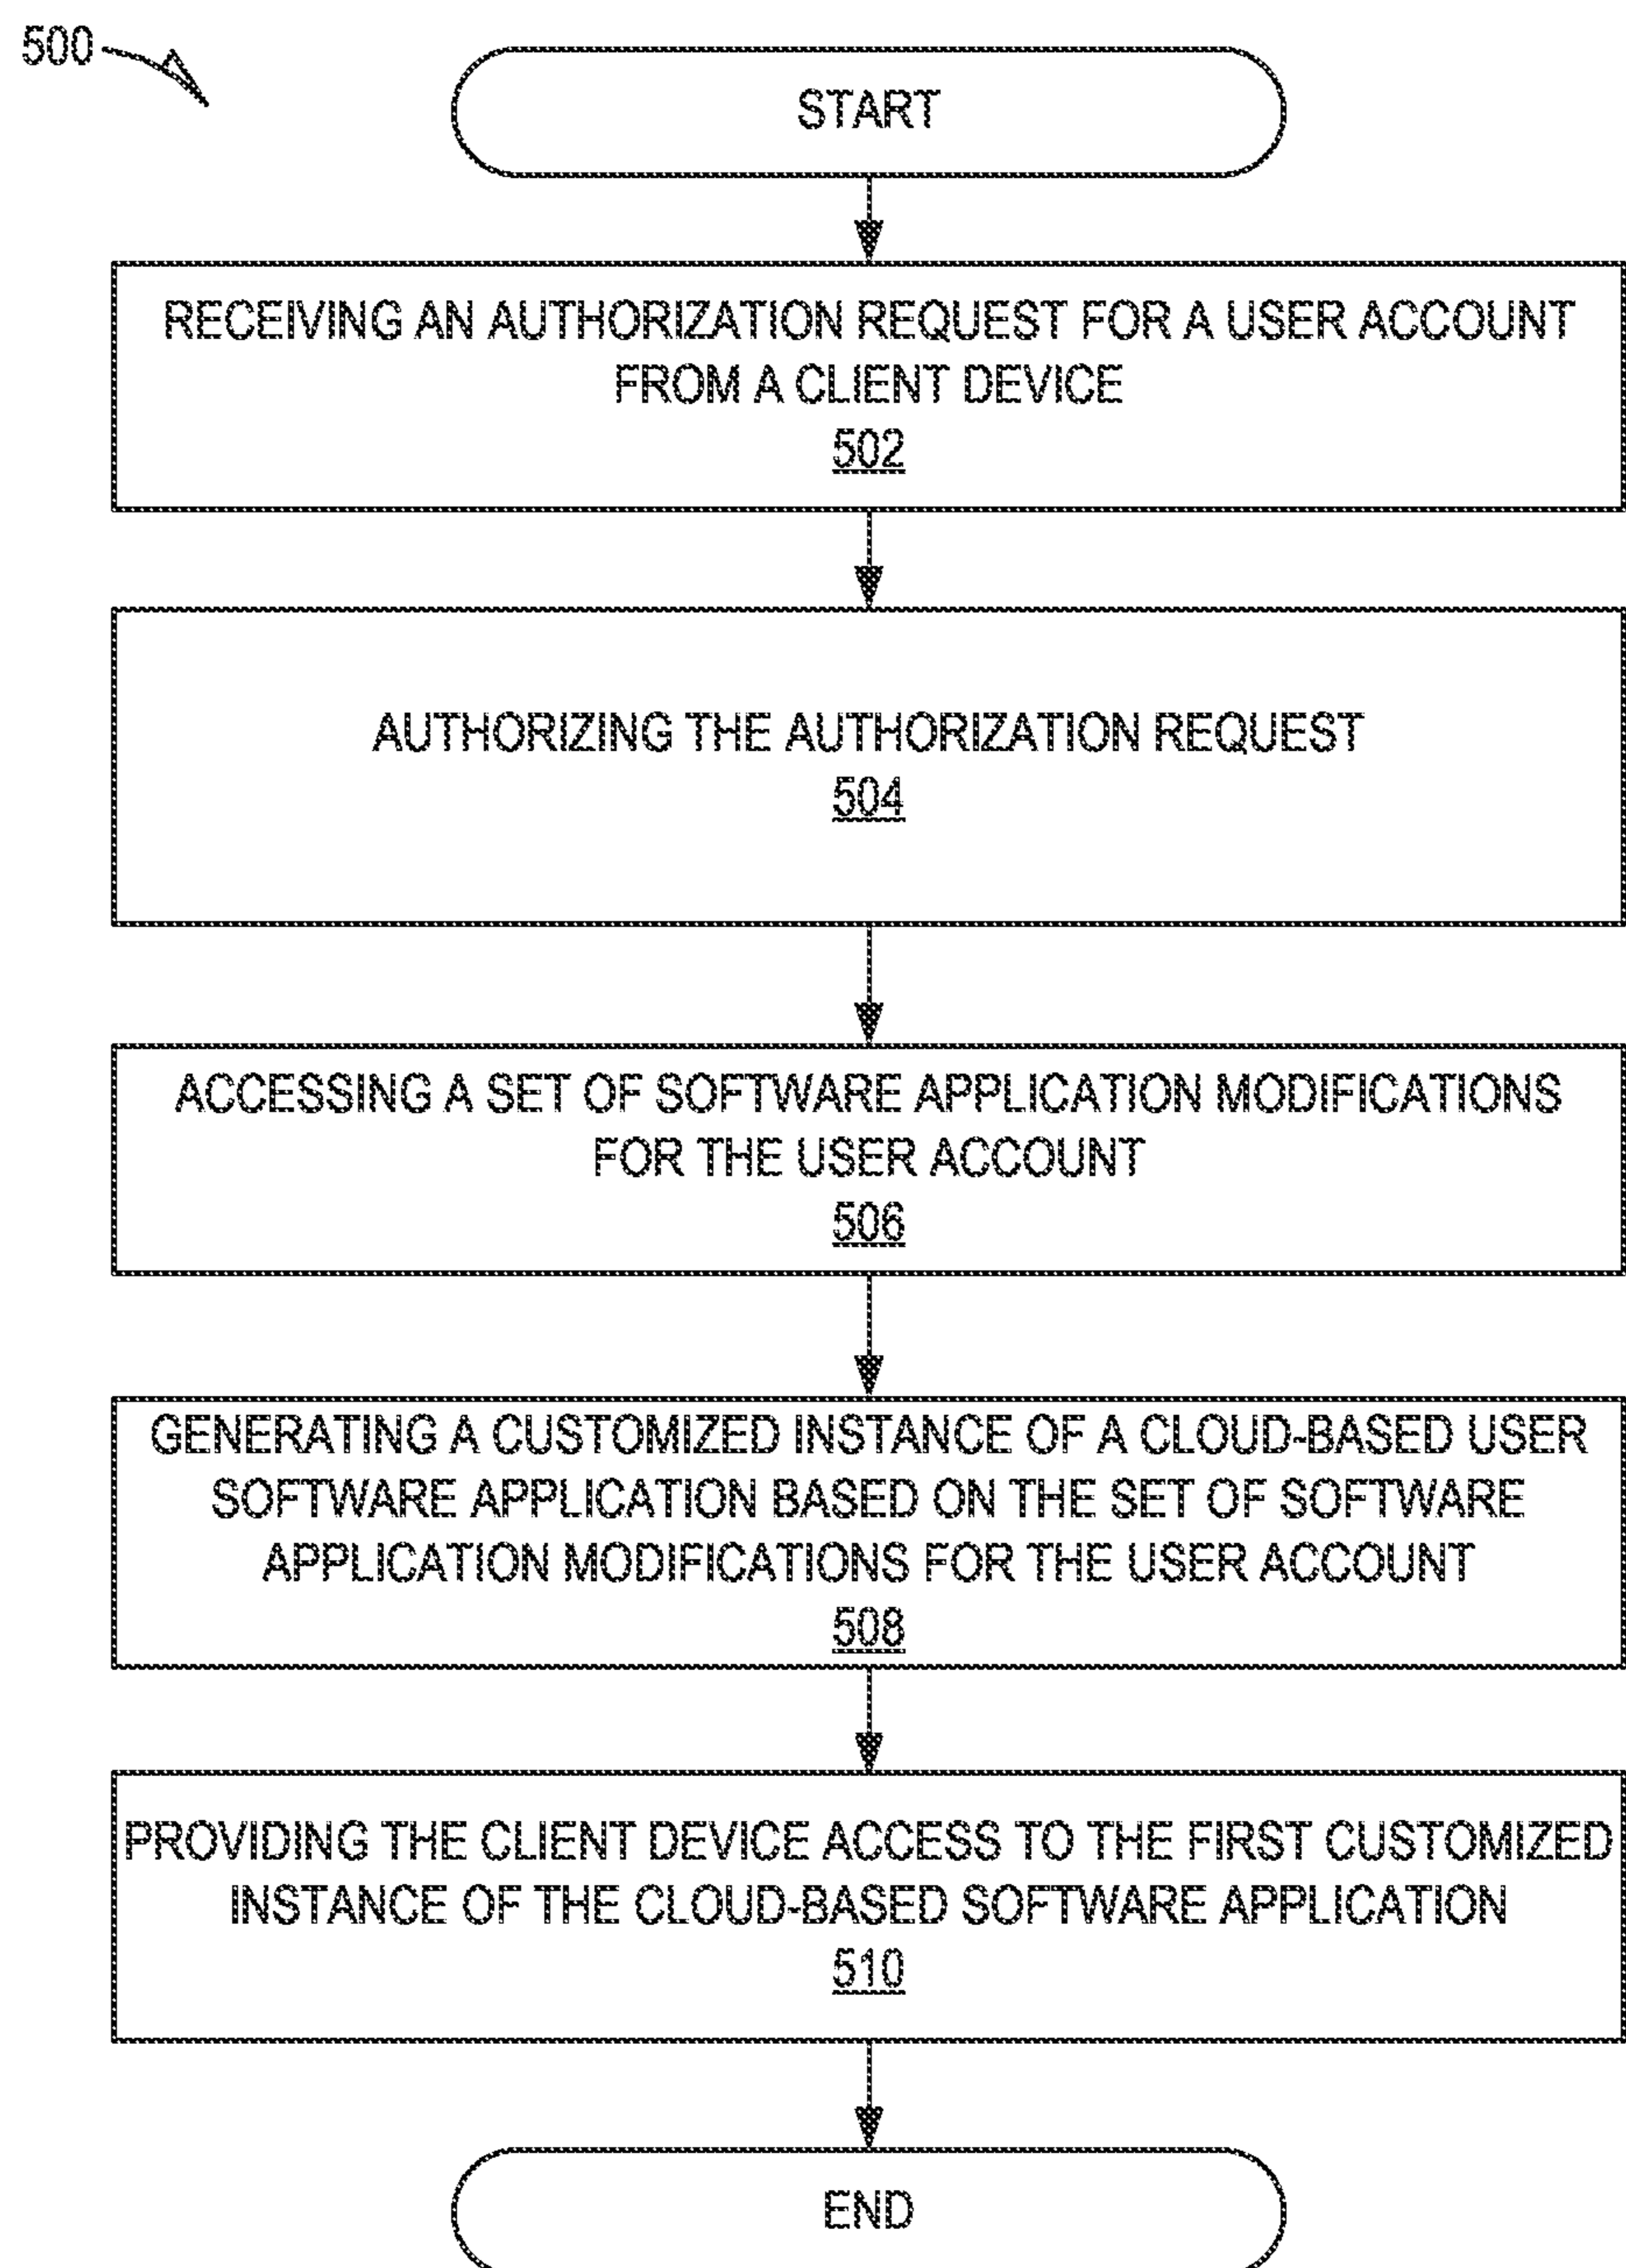 500
START
RECEIVING AN AUTHORIZATION REQUEST FOR A USER ACCOUNT
FROM A CLIENT DEVICE
502
AUTHORIZING THE AUTHORIZATION REQUEST
504
ACCESSING A SET OF SOFTWARE APPLICATION MODIFICATIONS
FOR THE USER ACCOUNT
506
GENERATING A CUSTOMIZED INSTANCE OF A CLOUD-BASED USER
SOFTWARE APPLICATION BASED ON THE SET OF SOFTWARE
APPLICATION MODIFICATIONS FOR THE USER ACCOUNT
508
PROVIDING THE CLIENT DEVICE ACCESS TO THE FIRST CUSTOMIZED
INSTANCE OF THE CLOUD-BASED SOFTWARE APPLICATION
510
END